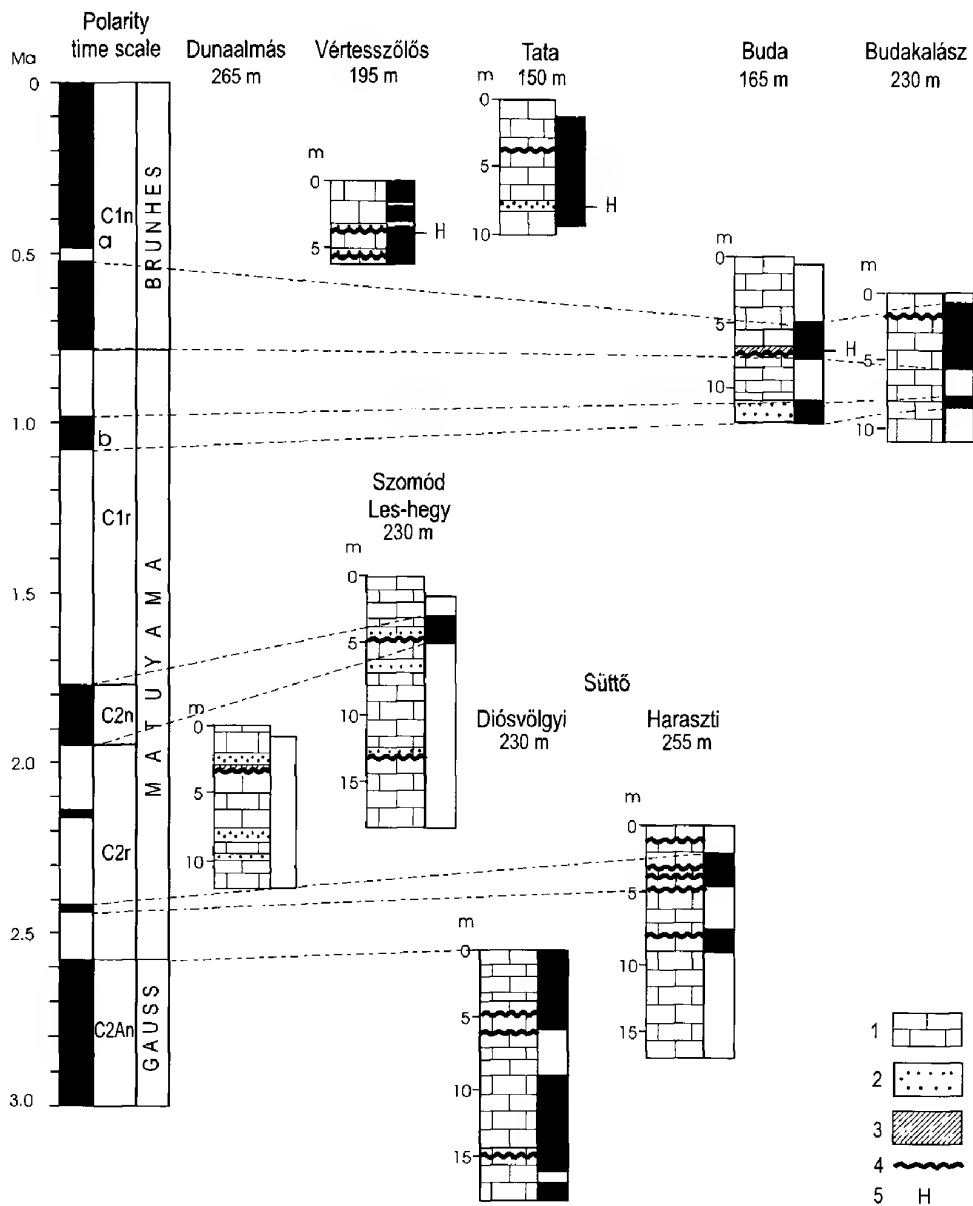 Polarity
time scale
Ma
Dunaalmás
265 m
Vértesszőlős
195 m
Tata
150 m
Buda
165 m
Budakalász
230 m
0
0.5
1.0
1.5
2.0
2.5
3.0
C1n
a
b
C1r
C2n
C2r
C2An
BRUNHES
MATUYAMA
GAUSS
m
0
5
H
m
0
5
10
H
m
0
5
10
H
m
0
5
10
Szomód
Les-hegy
230 m
m
0
5
10
15
m
0
5
10
Süttő
Diósvölgyi
230 m
Haraszti
255 m
m
0
5
10
15
m
0
5
10
15
1
2
3
4
5 H